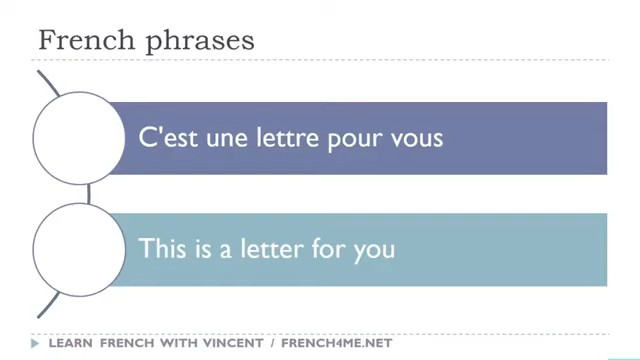 French phrases
C'est une lettre pour vous
This is a letter for you
LEARN FRENCH WITH VINCENT / FRENCH4ME.NET